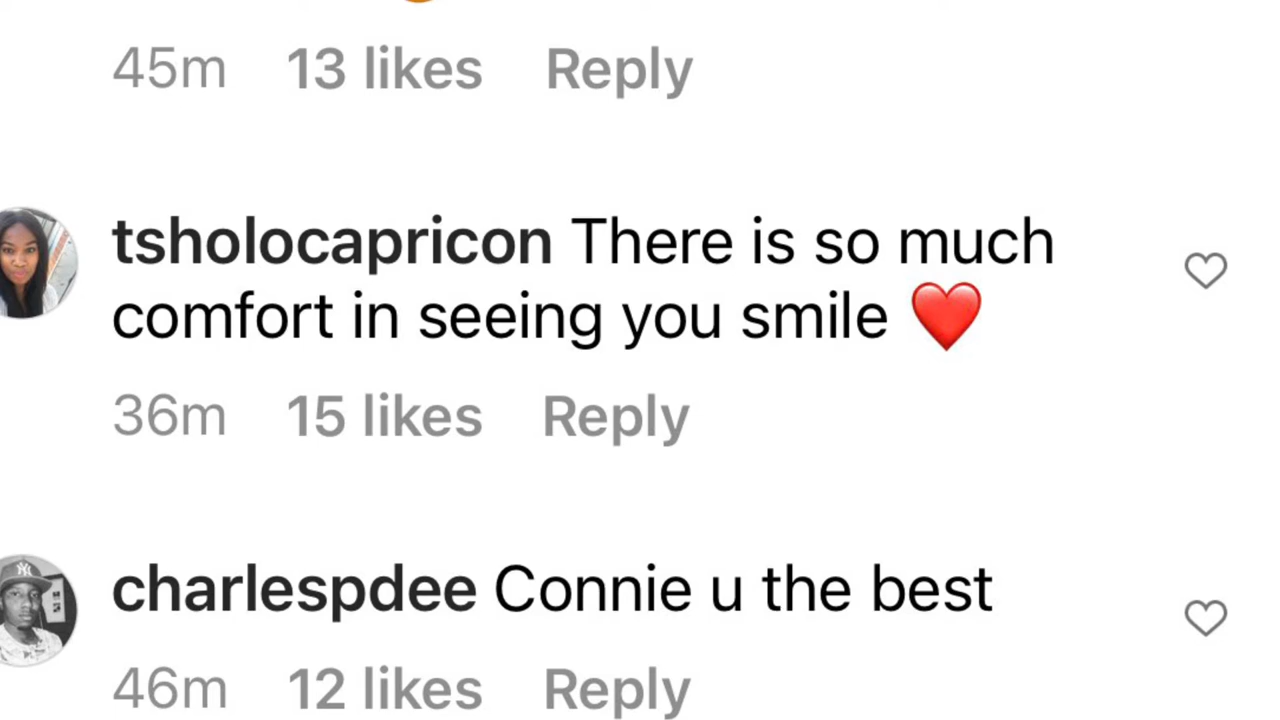 45m 13 likes Reply
tsholocapricon There is so much
comfort in seeing you smile ❤️
36m 15 likes Reply
charlespdee Connie u the best
46m 12 likes Reply